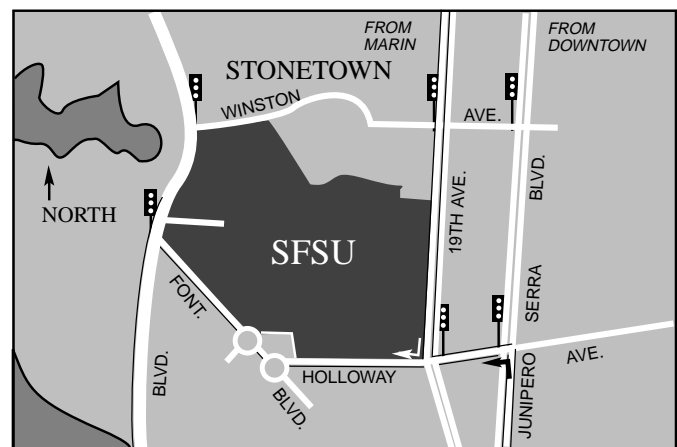 FROM
MARIN
FROM
DOWNTOWN
STONETOWN
WINSTON
AVE.
BLVD.
NORTH
19TH AVE.
SFSU
SERRA
FONT.
BLVD.
BLVD.
HOLLOWAY
AVE.
JUNIPERO